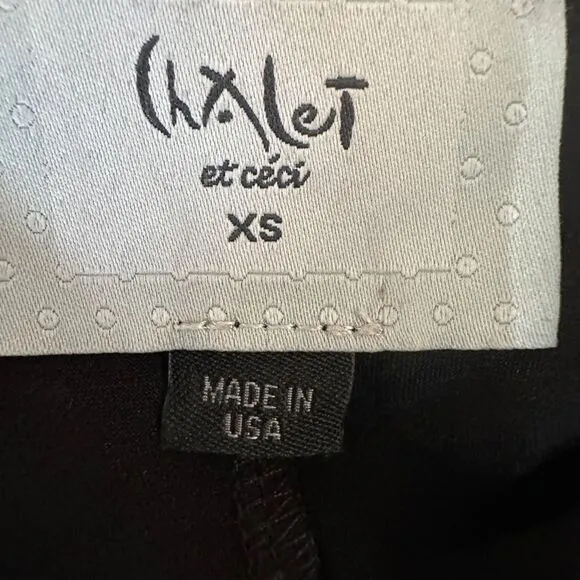 ChALeT
et céci
XS
MADE IN
USA